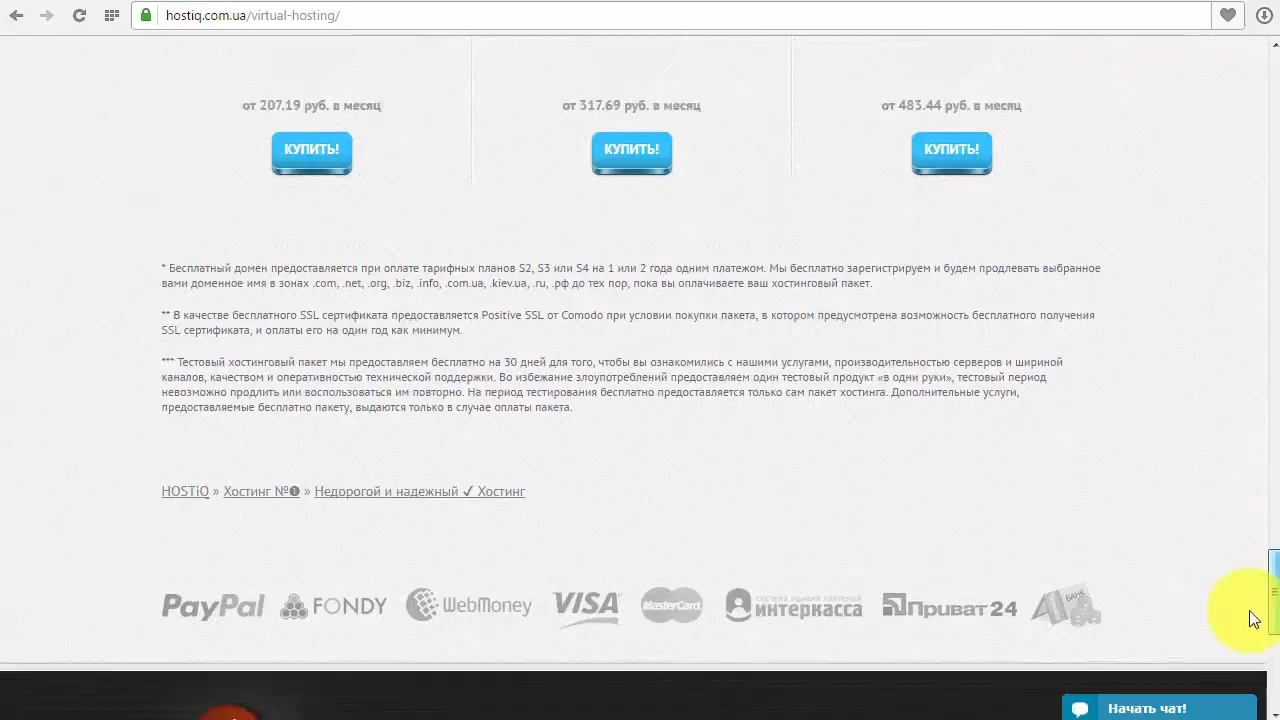 hostiq.com.ua/virtual-hosting/
от 207.19 руб. в месяц
от 317.69 руб. в месяц
от 483.44 руб. в месяц
КУПИТЬ!
КУПИТЬ!
КУПИТЬ!
* Бесплатный домен предоставляется при оплате тарифных планов S2, S3 или S4 на 1 или 2 года одним платежом. Мы бесплатно зарегистрируем и будем продлевать выбранное
вами доменное имя в зонах .com, .net, .org, .biz, .info, .com.ua, .kiev.ua, .ru, .рф до тех пор, пока вы оплачиваете ваш хостинговый пакет.
** В качестве бесплатного SSL сертификата предоставляется Positive SSL от Comodo при условии покупки пакета, в котором предусмотрена возможность бесплатного получения
SSL сертификата, и оплаты его на один год как минимум.
*** Тестовый хостинговый пакет мы предоставляем бесплатно на 30 дней для того, чтобы вы ознакомились с нашими услугами, производительностью серверов и шириной
каналов, качеством и оперативностью технической поддержки. Во избежание злоупотреблений предоставляем один тестовый продукт «в одни руки», тестовый период
невозможно продлить или воспользоваться им повторно. На период тестирования бесплатно предоставляется только сам пакет хостинга. Дополнительные услуги,
предоставляемые бесплатно пакету, выдаются только в случае оплаты пакета.
HOSTiQ » Хостинг №❶ » Недорогой и надежный ✔ Хостинг
PayPal FONDY WebMoney VISA MasterCard система приема платежей интеркасса Приват 24 БАНК
Начать чат!